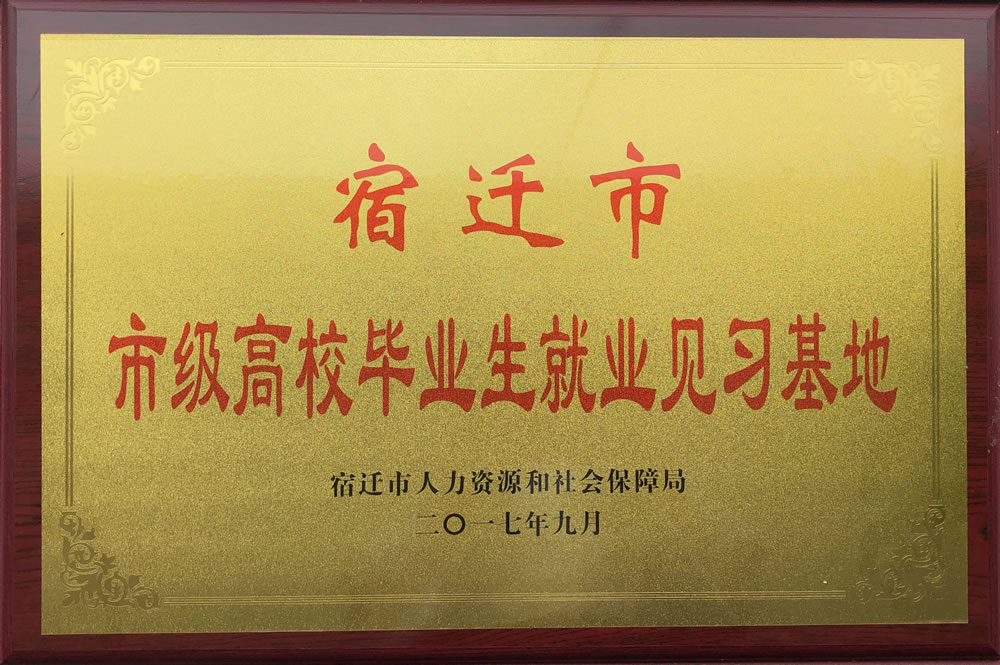 宿迁市
市级高校毕业生就业见习基地
宿迁市人力资源和社会保障局
二〇一七年九月